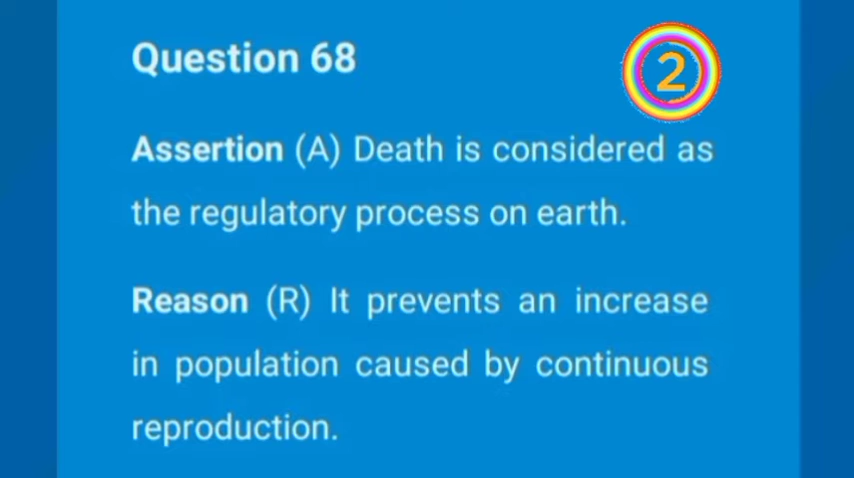 Question 68
2
Assertion (A) Death is considered as
the regulatory process on earth.
Reason (R) It prevents an increase
in population caused by continuous
reproduction.